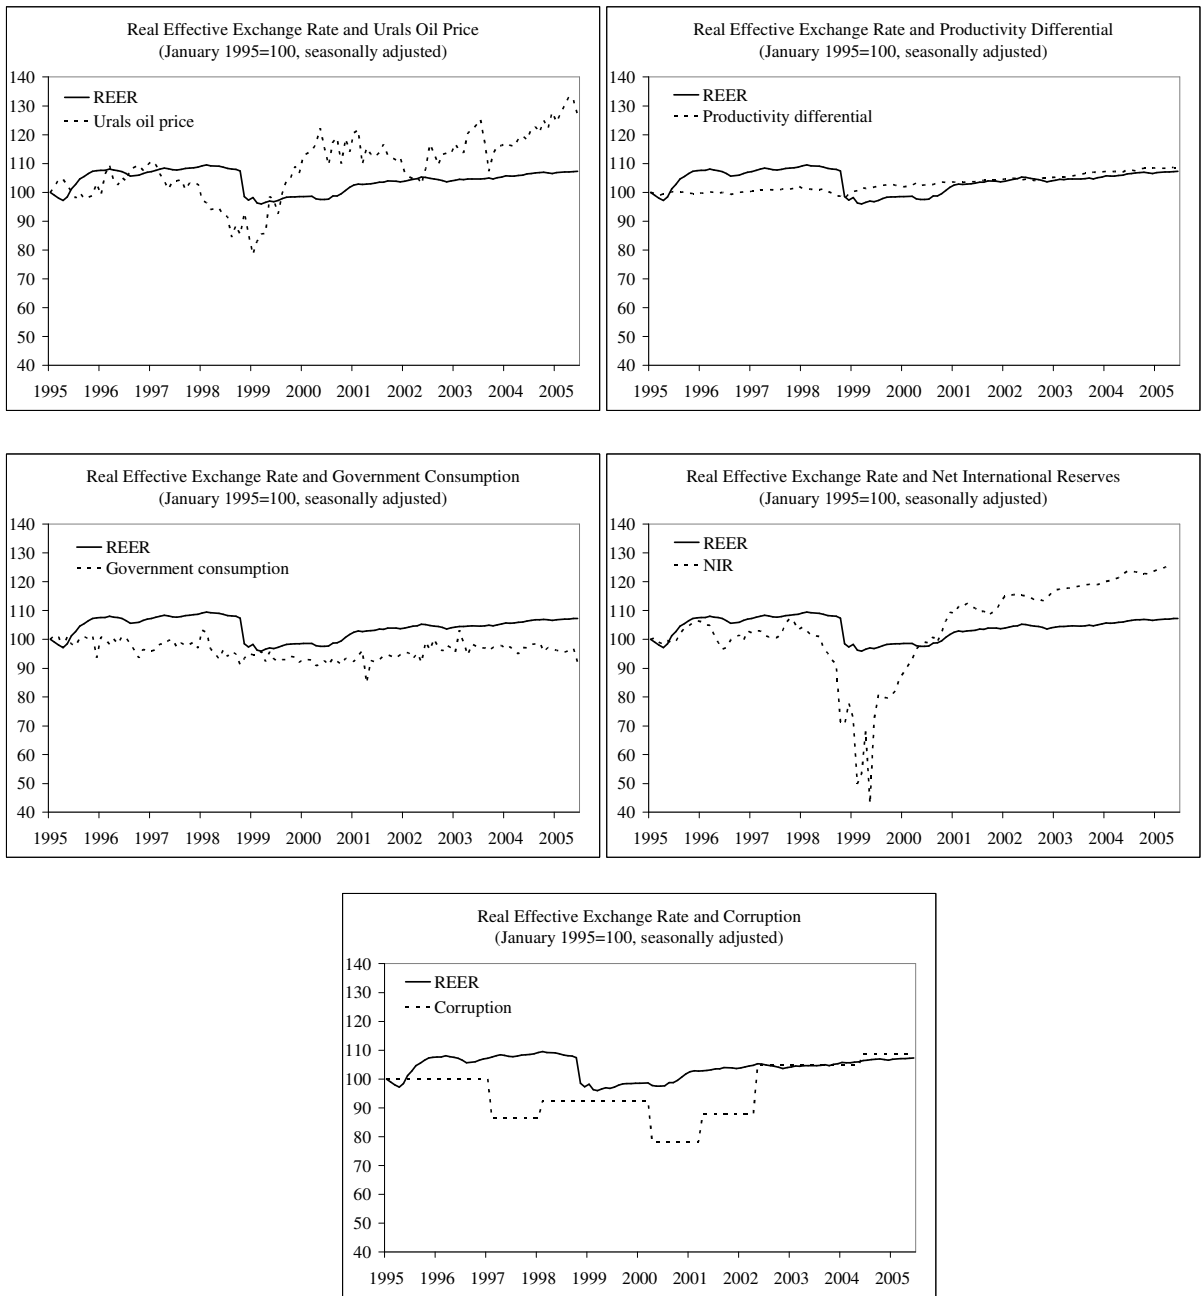 Real Effective Exchange Rate and Urals Oil Price
(January 1995=100, seasonally adjusted)
140
130
120
110
100
90
80
70
60
50
40
REER
Urals oil price
1995 1996 1997 1998 1999 2000 2001 2002 2003 2004 2005
Real Effective Exchange Rate and Productivity Differential
(January 1995=100, seasonally adjusted)
140
130
120
110
100
90
80
70
60
50
40
REER
Productivity differential
1995 1996 1997 1998 1999 2000 2001 2002 2003 2004 2005
Real Effective Exchange Rate and Government Consumption
(January 1995=100, seasonally adjusted)
140
130
120
110
100
90
80
70
60
50
40
REER
Government consumption
1995 1996 1997 1998 1999 2000 2001 2002 2003 2004 2005
Real Effective Exchange Rate and Net International Reserves
(January 1995=100, seasonally adjusted)
140
130
120
110
100
90
80
70
60
50
40
REER
NIR
1995 1996 1997 1998 1999 2000 2001 2002 2003 2004 2005
Real Effective Exchange Rate and Corruption
(January 1995=100, seasonally adjusted)
140
130
120
110
100
90
80
70
60
50
40
REER
Corruption
1995 1996 1997 1998 1999 2000 2001 2002 2003 2004 2005